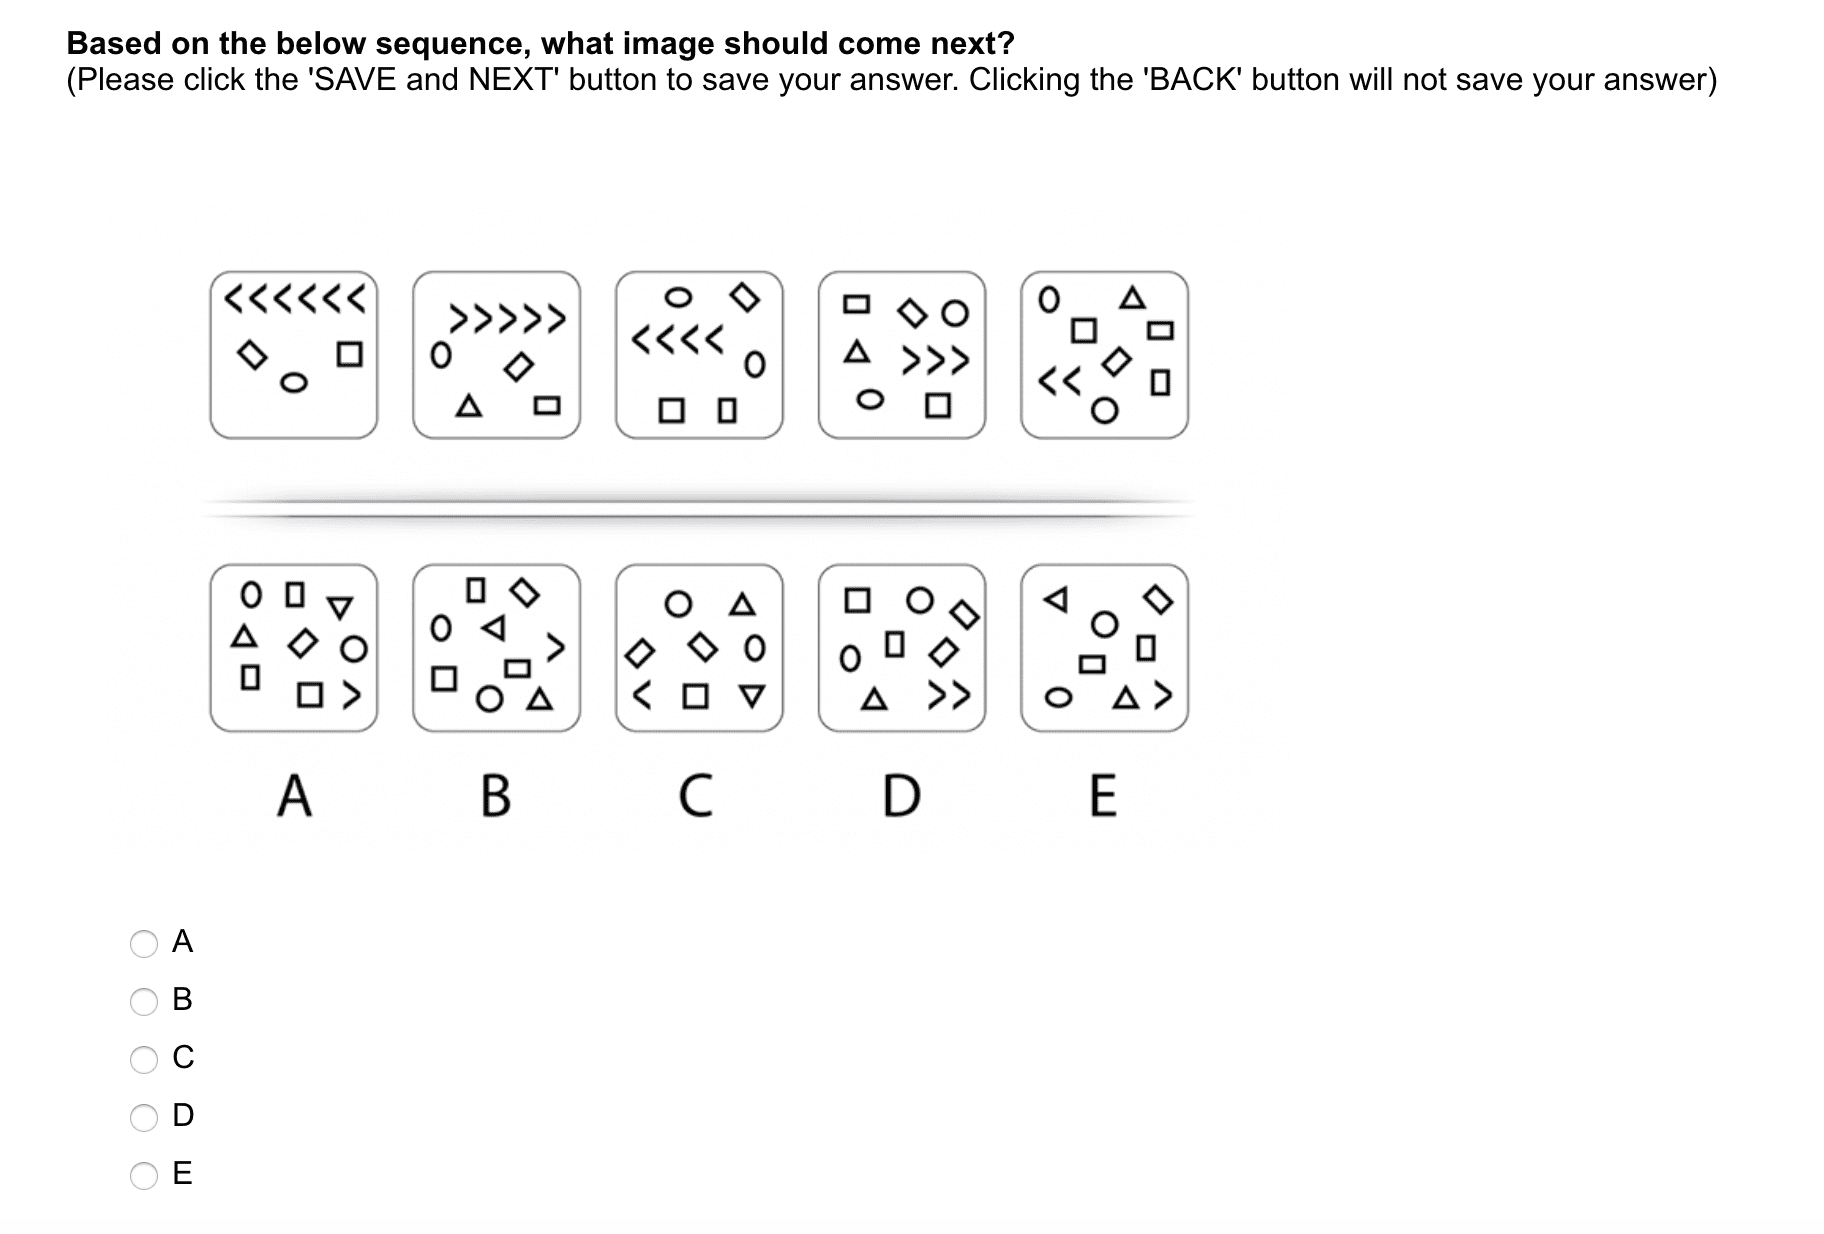 Based on the below sequence, what image should come next?
(Please click the 'SAVE and NEXT' button to save your answer. Clicking the 'BACK' button will not save your answer)
<<<<<<
>>>>>
<<<<
>>>
<<
>
>
<
>>
>
A B C D E
A
B
C
D
E